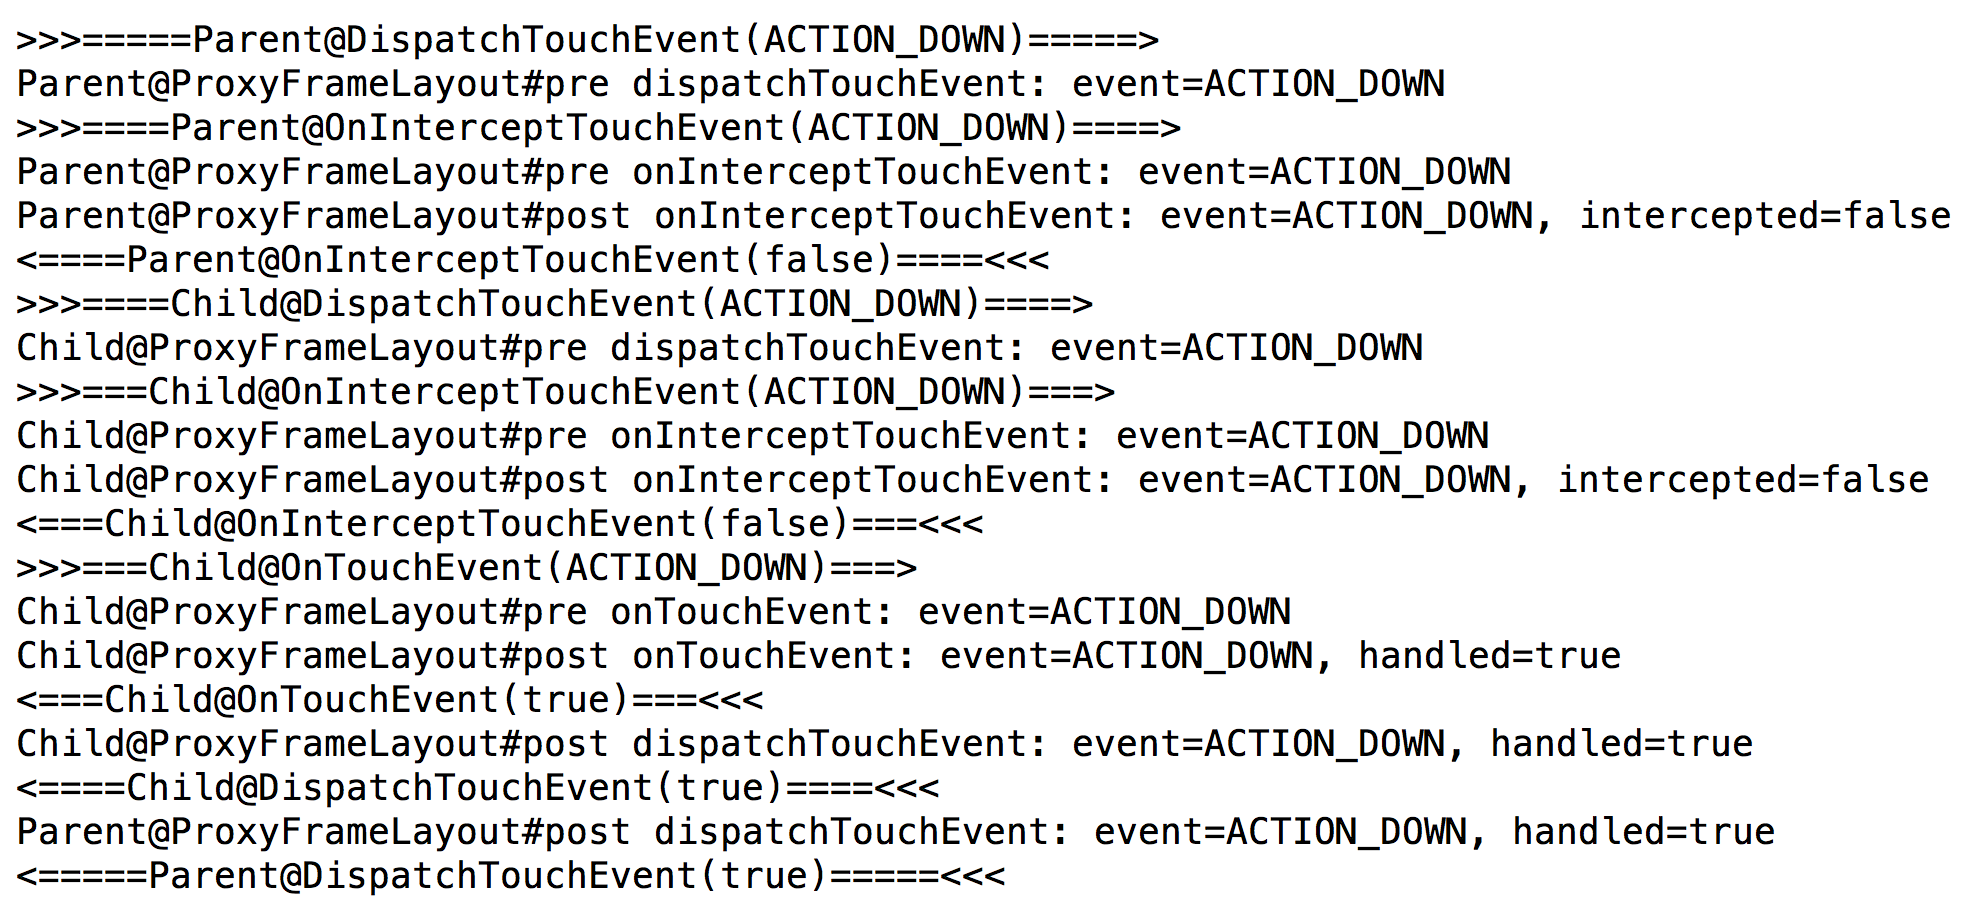 >>>=====Parent@DispatchTouchEvent(ACTION_DOWN)=====>
Parent@ProxyFrameLayout#pre dispatchTouchEvent: event=ACTION_DOWN
>>>====Parent@OnInterceptTouchEvent(ACTION_DOWN)====>
Parent@ProxyFrameLayout#pre onInterceptTouchEvent: event=ACTION_DOWN
Parent@ProxyFrameLayout#post onInterceptTouchEvent: event=ACTION_DOWN, intercepted=false
<====Parent@OnInterceptTouchEvent(false)====<<<
>>>====Child@DispatchTouchEvent(ACTION_DOWN)====>
Child@ProxyFrameLayout#pre dispatchTouchEvent: event=ACTION_DOWN
>>>===Child@OnInterceptTouchEvent(ACTION_DOWN)===>
Child@ProxyFrameLayout#pre onInterceptTouchEvent: event=ACTION_DOWN
Child@ProxyFrameLayout#post onInterceptTouchEvent: event=ACTION_DOWN, intercepted=false
<===Child@OnInterceptTouchEvent(false)===<<<
>>>===Child@OnTouchEvent(ACTION_DOWN)===>
Child@ProxyFrameLayout#pre onTouchEvent: event=ACTION_DOWN
Child@ProxyFrameLayout#post onTouchEvent: event=ACTION_DOWN, handled=true
<===Child@OnTouchEvent(true)===<<<
Child@ProxyFrameLayout#post dispatchTouchEvent: event=ACTION_DOWN, handled=true
<====Child@DispatchTouchEvent(true)====<<<
Parent@ProxyFrameLayout#post dispatchTouchEvent: event=ACTION_DOWN, handled=true
<=====Parent@DispatchTouchEvent(true)=====<<<